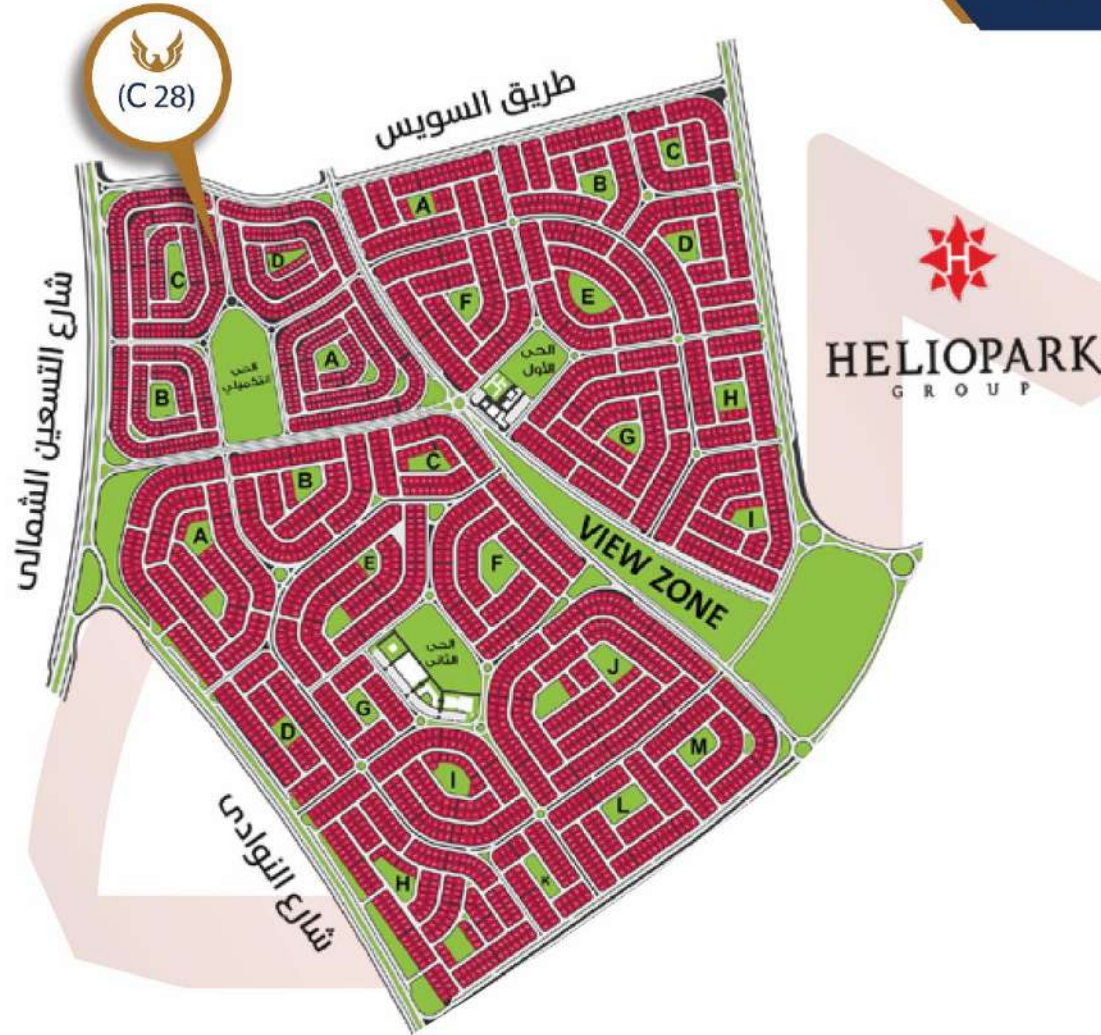 (C 28)
طريق السويس
شارع التسعين الشمالى
C
D
A
B
الحى
التكميلي
A
B
C
D
E
F
G
H
I
الحى
الأول
VIEW ZONE
A
B
C
D
E
F
G
H
I
J
K
L
M
الحى
الثانى
شارع النوادى
HELIOPARK
GROUP